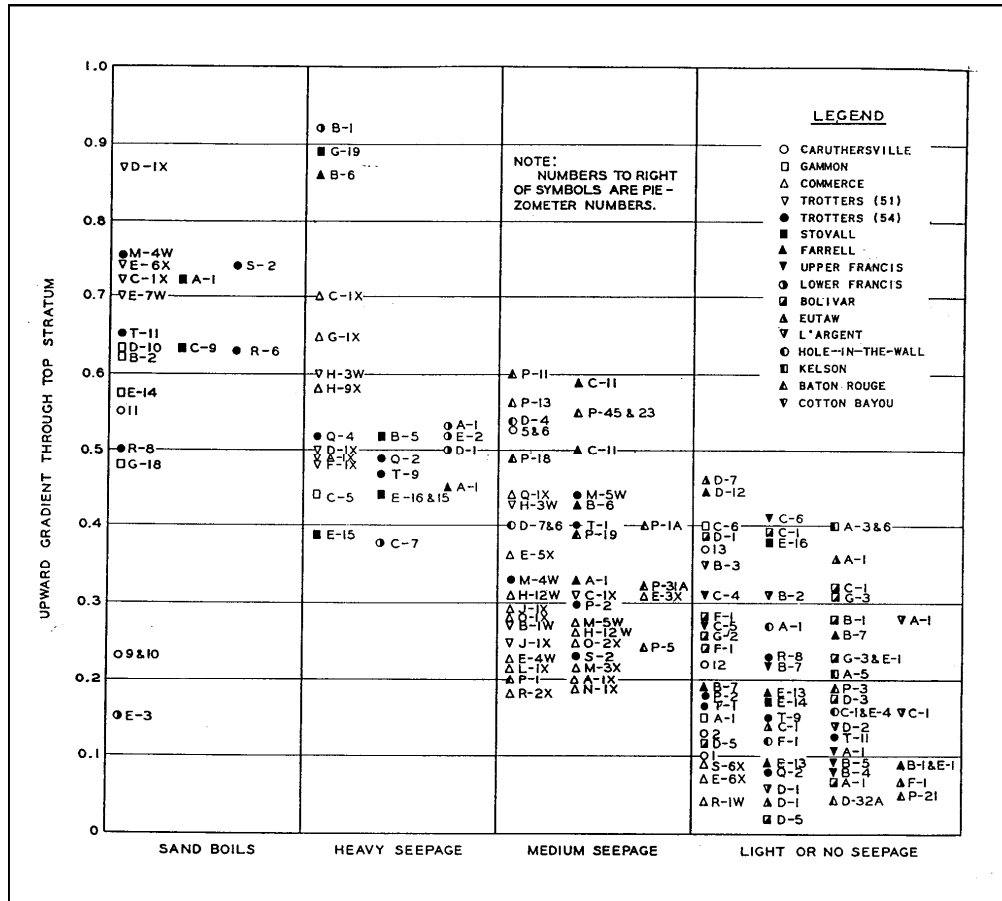 1.0
0.9
0.8
0.7
0.6
0.5
0.4
0.3
0.2
0.1
0
UPWARD GRADIENT THROUGH TOP STRATUM
D-1X
M-4W
E-6X
S-2
C-1X
A-1
E-7W
T-11
D-10
C-9
R-6
B-2
E-14
11
R-8
G-18
9&10
E-3
SAND BOILS
B-1
G-19
B-6
C-1X
G-1X
H-3W
H-9X
A-1
Q-4
B-5
E-2
D-1X
D-1
A-1X
Q-2
F-1X
T-9
A-1
C-5
E-16&15
E-15
C-7
HEAVY SEEPAGE
NOTE:
NUMBERS TO RIGHT
OF SYMBOLS ARE PIE-
ZOMETER NUMBERS.
P-11
C-11
P-13
P-45 & 23
D-4
5&6
C-11
P-18
Q-1X
M-5W
H-3W
B-6
D-7&6
T-1
P-1A
P-19
E-5X
M-4W
A-1
P-31A
H-12W
C-1X
E-3X
P-2
J-1X
O-1X
M-5W
B-1W
H-12W
J-1X
O-2X
P-5
E-4W
S-2
L-1X
M-3X
P-1
A-1X
R-2X
N-1X
MEDIUM SEEPAGE
LEGEND
CARUTHERSVILLE
GAMMON
COMMERCE
TROTTERS (51)
TROTTERS (54)
STOVALL
FARRELL
UPPER FRANCIS
LOWER FRANCIS
BOLIVAR
EUTAW
L'ARGENT
HOLE-IN-THE-WALL
KELSON
BATON ROUGE
COTTON BAYOU
D-7
D-12
C-6
C-6
C-1
A-3&6
D-1
E-16
13
A-1
B-3
C-1
C-4
B-2
G-3
F-1
B-1
A-1
C-5
A-1
G-2
B-7
F-1
R-8
G-3&E-1
12
B-7
A-5
B-7
E-13
P-3
P-2
E-14
D-3
C-1&E-4
C-1
A-1
T-9
2
C-1
D-2
D-5
F-1
T-11
1
A-1
S-6X
E-13
B-5
B-1&E-1
Q-2
B-4
E-6X
D-1
A-1
F-1
R-1W
D-1
D-32A
P-21
D-5
LIGHT OR NO SEEPAGE